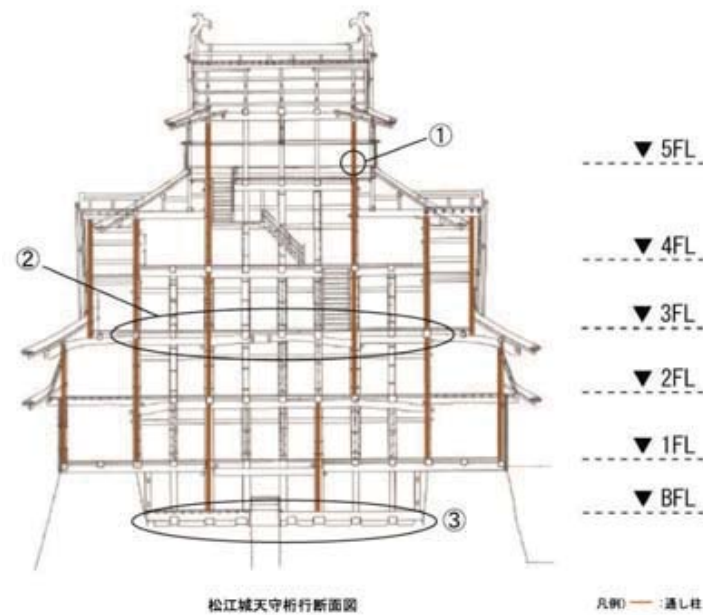 ①
▼ 5FL
②
▼ 4FL
▼ 3FL
▼ 2FL
▼ 1FL
▼ BFL
③
松江城天守桁行断面図
凡例) ━ :通し柱